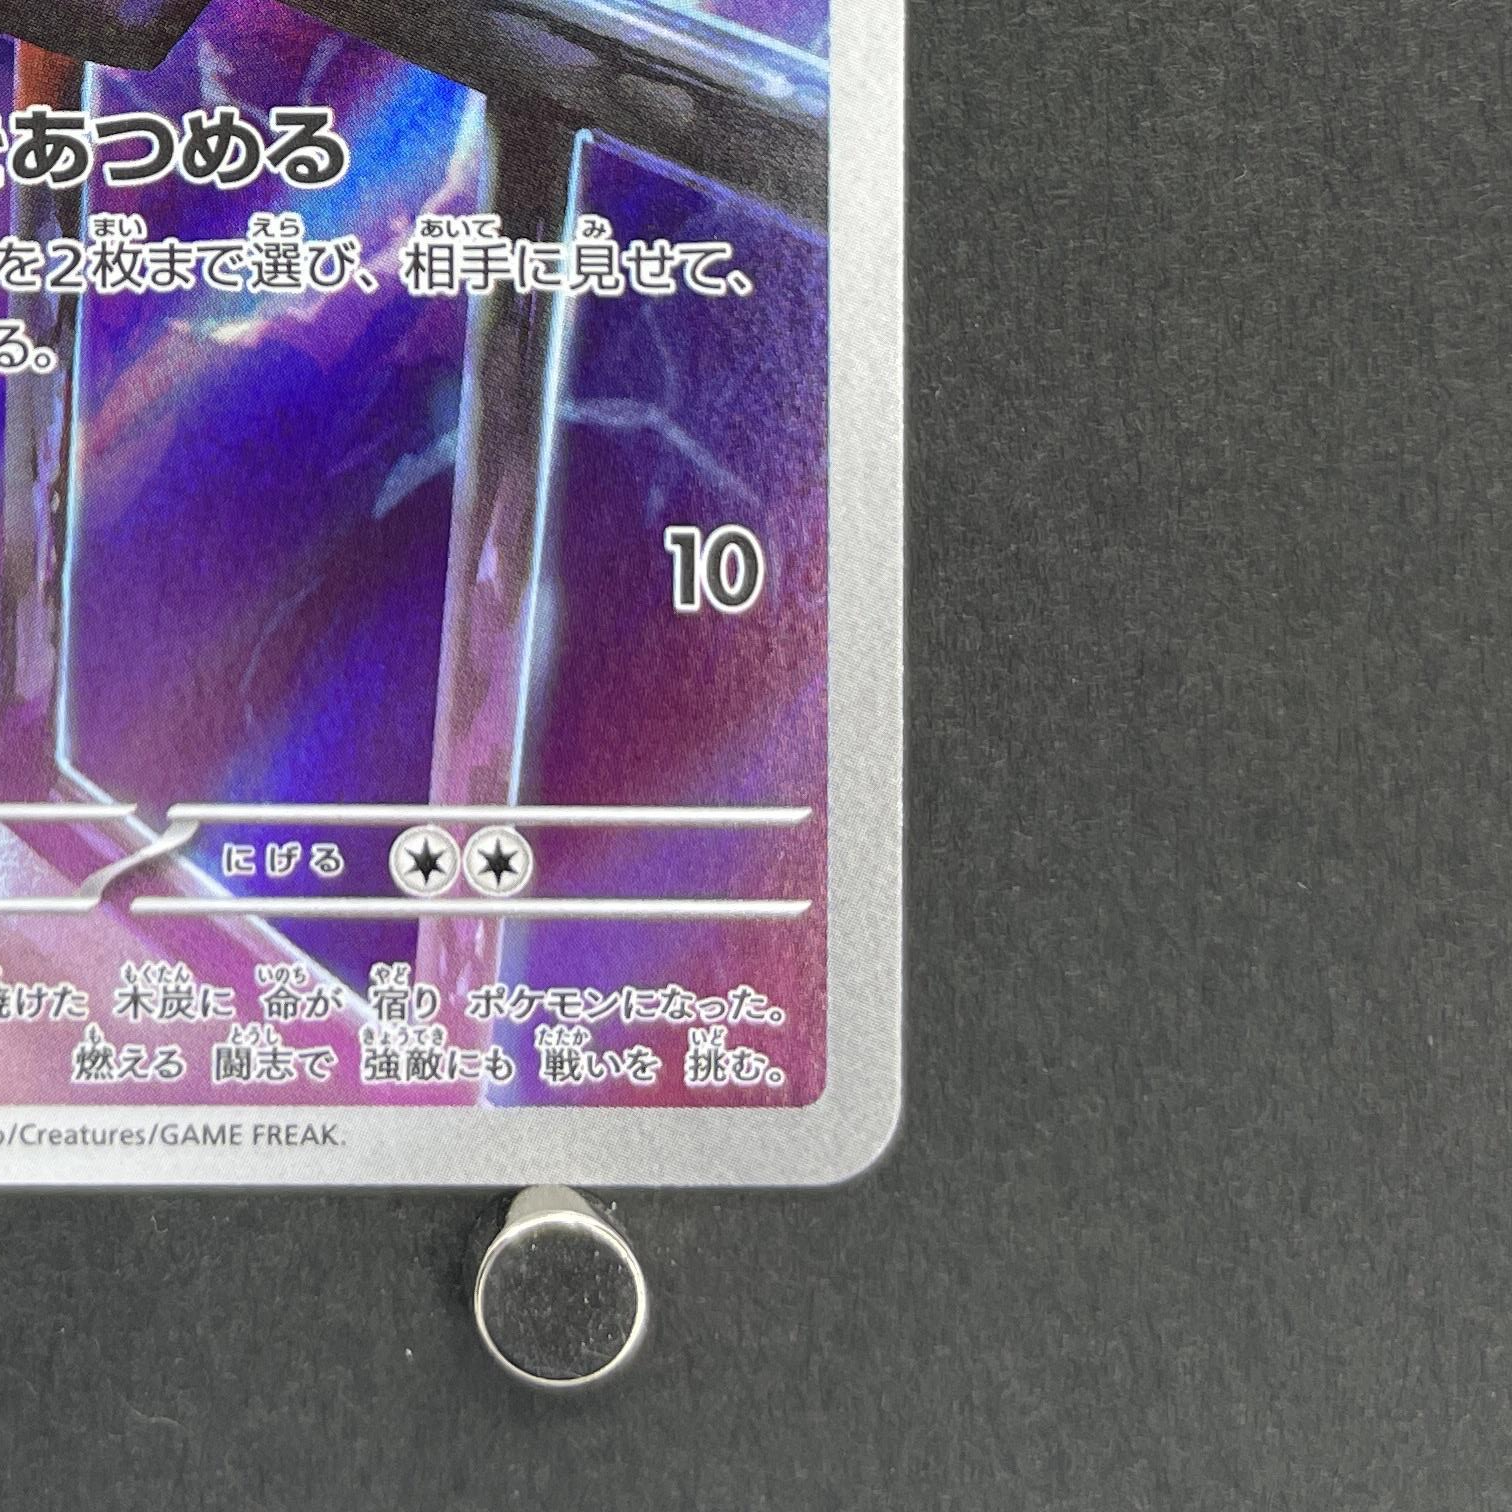 であつめる
を2枚まで選び、相手に見せて、
る。
10
にげる
けた 木炭に 命が 宿り ポケモンになった。
燃える 闘志で 強敵にも 戦いを 挑む。
/Creatures/GAME FREAK.